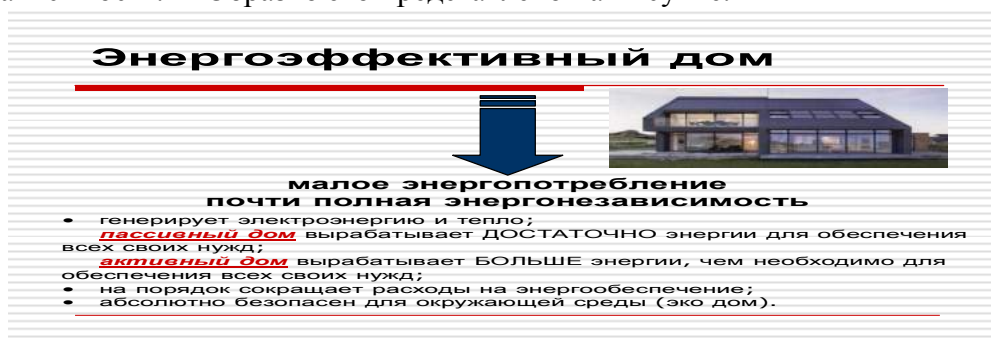 Энергоэффективный дом
малое энергопотребление
почти полная энергонезависимость
• генерирует электроэнергию и тепло;
пассивный дом вырабатывает ДОСТАТОЧНО энергии для обеспечения
всех своих нужд;
активный дом вырабатывает БОЛЬШЕ энергии, чем необходимо для
обеспечения всех своих нужд;
• на порядок сокращает расходы на энергообеспечение;
• абсолютно безопасен для окружающей среды (эко дом).